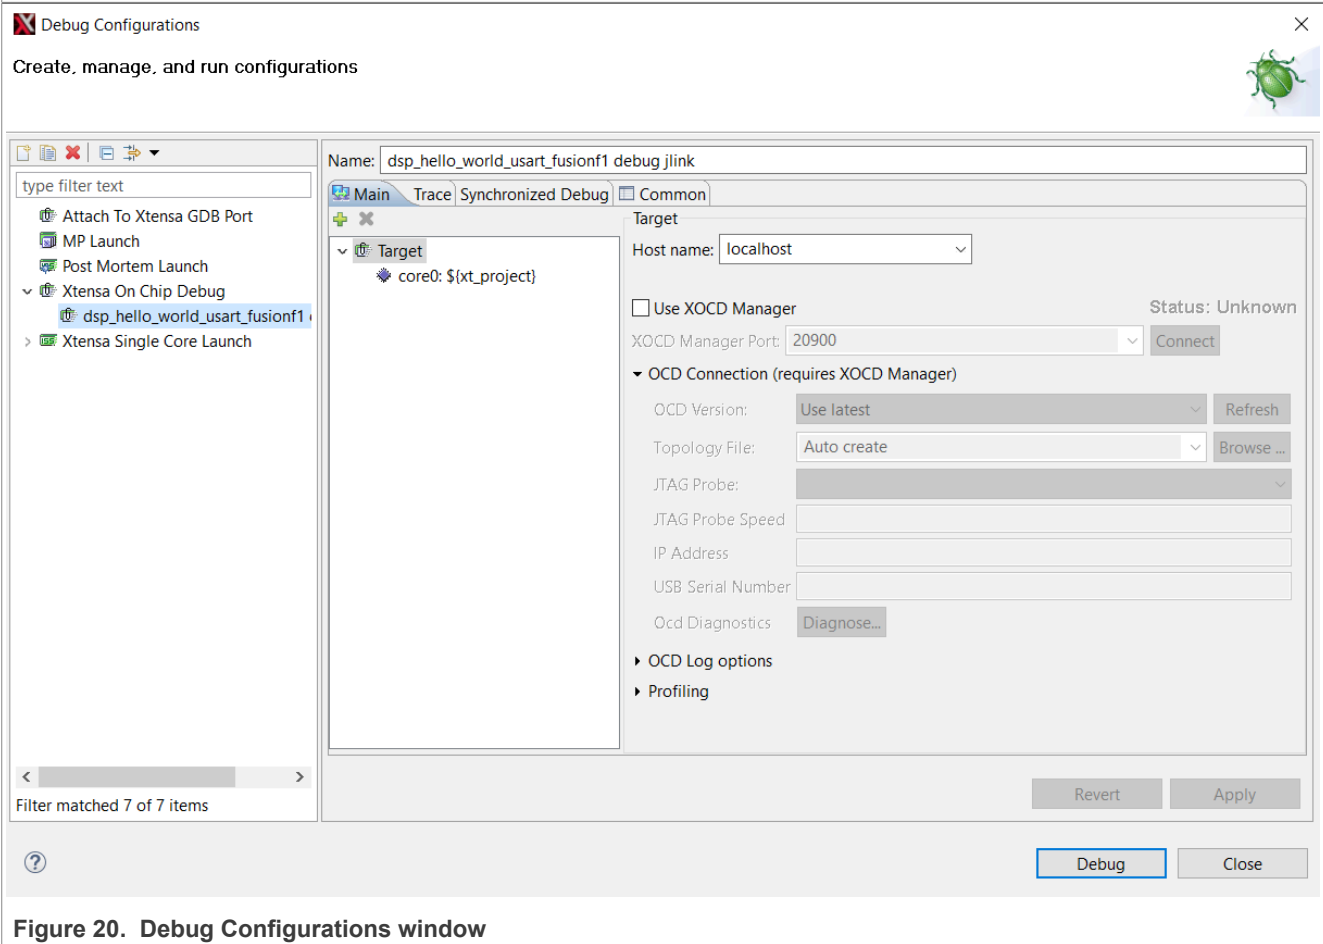 Debug Configurations
Create, manage, and run configurations
Name: dsp_hello_world_usart_fusionf1 debug jlink
type filter text
Attach To Xtensa GDB Port
MP Launch
Post Mortem Launch
Xtensa On Chip Debug
dsp_hello_world_usart_fusionf1
Xtensa Single Core Launch
Filter matched 7 of 7 items
Main Trace Synchronized Debug Common
Target
core0: ${xt_project}
Target
Host name: localhost
Use XOCD Manager Status: Unknown
XOCD Manager Port: 20900 Connect
OCD Connection (requires XOCD Manager)
OCD Version: Use latest Refresh
Topology File: Auto create Browse ...
JTAG Probe:
JTAG Probe Speed
IP Address
USB Serial Number
Ocd Diagnostics Diagnose...
OCD Log options
Profiling
Revert Apply
Debug Close
Figure 20. Debug Configurations window